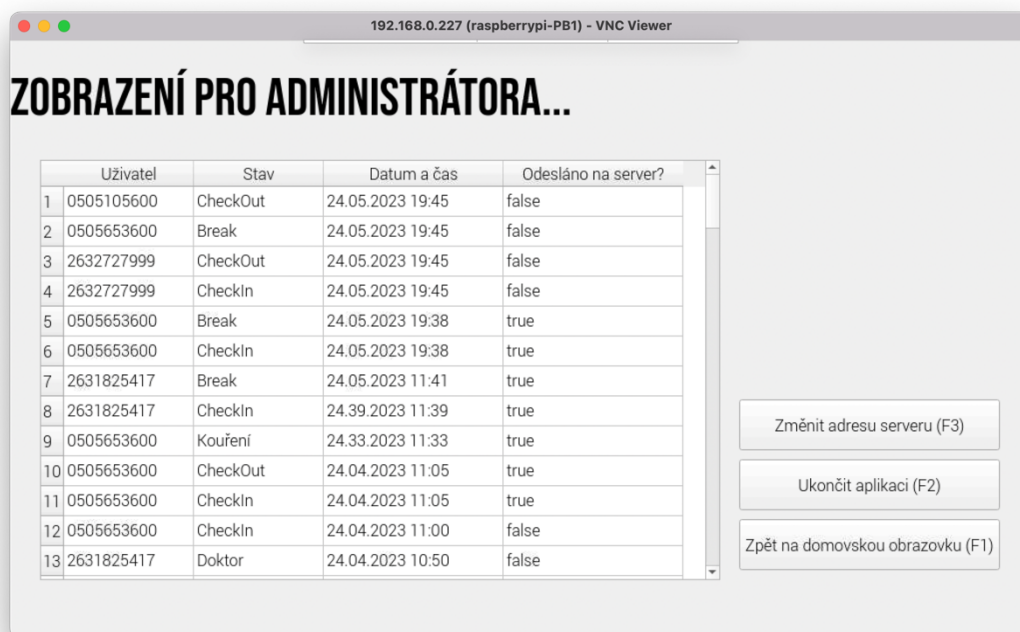 192.168.0.227 (raspberrypi-PB1) - VNC Viewer
ZOBRAZENÍ PRO ADMINISTRÁTORA...
Uživatel Stav Datum a čas Odesláno na server?
1 0505105600 CheckOut 24.05.2023 19:45 false
2 0505653600 Break 24.05.2023 19:45 false
3 2632727999 CheckOut 24.05.2023 19:45 false
4 2632727999 CheckIn 24.05.2023 19:45 false
5 0505653600 Break 24.05.2023 19:38 true
6 0505653600 CheckIn 24.05.2023 19:38 true
7 2631825417 Break 24.05.2023 11:41 true
8 2631825417 CheckIn 24.39.2023 11:39 true
9 0505653600 Kouření 24.33.2023 11:33 true
10 0505653600 CheckOut 24.04.2023 11:05 true
11 0505653600 CheckIn 24.04.2023 11:05 true
12 0505653600 CheckIn 24.04.2023 11:00 false
13 2631825417 Doktor 24.04.2023 10:50 false
Změnit adresu serveru (F3)
Ukončit aplikaci (F2)
Zpět na domovskou obrazovku (F1)